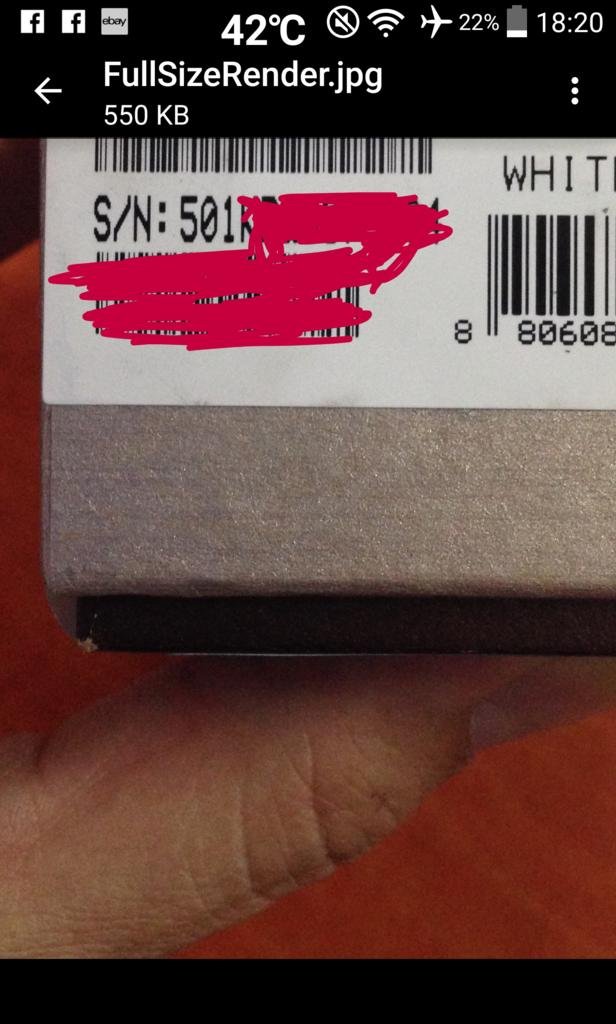 ebay
42°C
22%
18:20
FullSizeRender.jpg
550 KB
WHIT
S/N: 501
8 80608